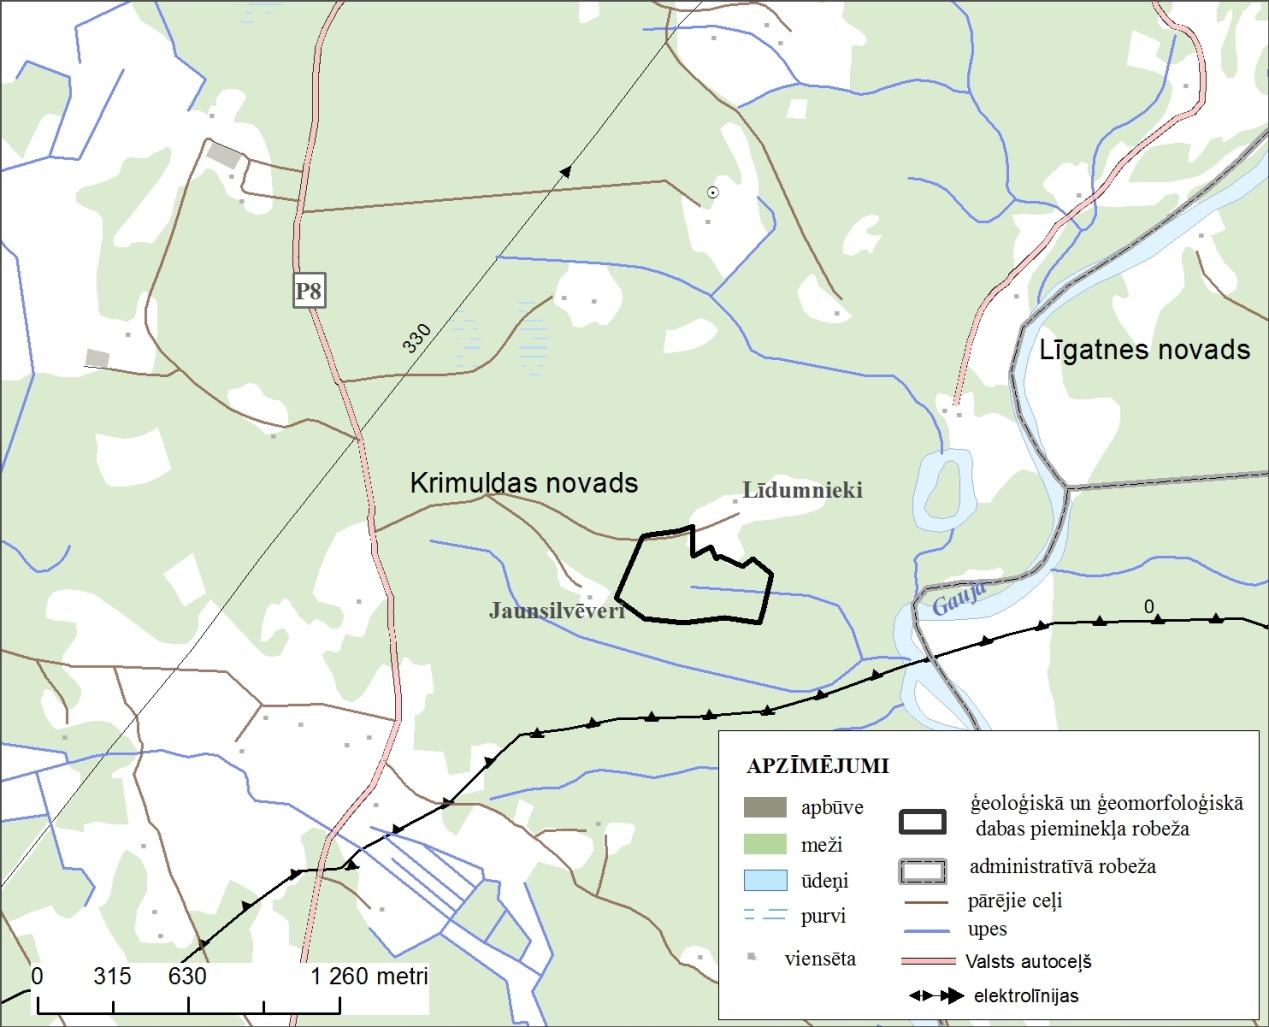 P8
330
Līgatnes novads
Krimuldas novads
Līdumnieki
Jaunsilvēveri
Gauja
0
APZĪMĒJUMI
apbūve
meži
ūdeņi
purvi
viensēta
ģeoloģiskā un ģeomorfoloģiskā
dabas pieminekļa robeža
administratīvā robeža
pārējie ceļi
upes
Valsts autoceļš
elektrolīnijas
0 315 630 1 260 metri